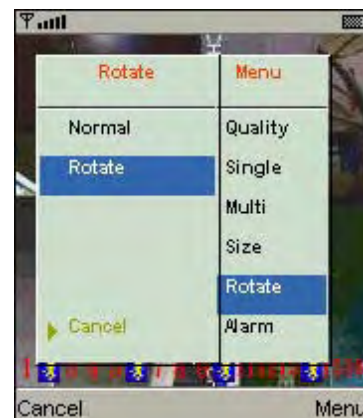 Rotate
Normal
Rotate
Cancel
Menu
Quality
Single
Multi
Size
Rotate
Alarm
Cancel Menu